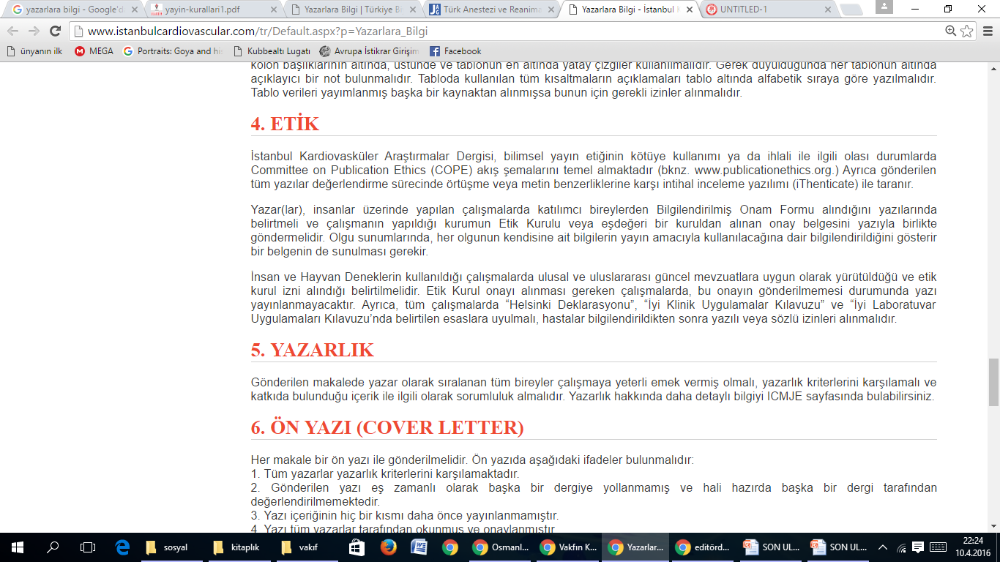 yazarlara bilgi - Google'd
yayin-kurallari1.pdf
Yazarlara Bilgi | Türkiye B
Türk Anestezi ve Reanima
Yazarlara Bilgi - İstanbul K
UNTITLED-1
www.istanbulcardiovascular.com/tr/Default.aspx?p=Yazarlara_Bilgi
ünyanın ilk
MEGA
Portraits: Goya and his
Kubbealtı Lugatı
Avrupa İstikrar Girişim
Facebook
kolon başlıklarının altında, üstünde ve tablonun en altında yatay çizgiler kullanılmalıdır. Gerek duyulduğunda her tablonun altında
açıklayıcı bir not bulunmalıdır. Tabloda kullanılan tüm kısaltmaların açıklamaları tablo altında alfabetik sıraya göre yazılmalıdır.
Tablo verileri yayımlanmış başka bir kaynaktan alınmışsa bunun için gerekli izinler alınmalıdır.
4. ETİK
İstanbul Kardiovasküler Araştırmalar Dergisi, bilimsel yayın etiğinin kötüye kullanımı ya da ihlali ile ilgili olası durumlarda
Committee on Publication Ethics (COPE) akış şemalarını temel almaktadır (bknz. www.publicationethics.org.) Ayrıca gönderilen
tüm yazılar değerlendirme sürecinde örtüşme veya metin benzerliklerine karşı intihal inceleme yazılımı (iThenticate) ile taranır.
Yazar(lar), insanlar üzerinde yapılan çalışmalarda katılımcı bireylerden Bilgilendirilmiş Onam Formu alındığını yazılarında
belirtmeli ve çalışmanın yapıldığı kurumun Etik Kurulu veya eşdeğeri bir kuruldan alınan onay belgesini yazıyla birlikte
göndermelidir. Olgu sunumlarında, her olgunun kendisine ait bilgilerin yayın amacıyla kullanılacağına dair bilgilendirildiğini gösterir
bir belgenin de sunulması gerekir.
İnsan ve Hayvan Deneklerin kullanıldığı çalışmalarda ulusal ve uluslararası güncel mevzuatlara uygun olarak yürütüldüğü ve etik
kurul izni alındığı belirtilmelidir. Etik Kurul onayı alınması gereken çalışmalarda, bu onayın gönderilmemesi durumunda yazı
yayınlanmayacaktır. Ayrıca, tüm çalışmalarda “Helsinki Deklarasyonu”, “İyi Klinik Uygulamalar Kılavuzu” ve “İyi Laboratuvar
Uygulamaları Kılavuzu’nda belirtilen esaslara uyulmalı, hastalar bilgilendirildikten sonra yazılı veya sözlü izinleri alınmalıdır.
5. YAZARLIK
Gönderilen makalede yazar olarak sıralanan tüm bireyler çalışmaya yeterli emek vermiş olmalı, yazarlık kriterlerini karşılamalı ve
katkıda bulunduğu içerik ile ilgili olarak sorumluluk almalıdır. Yazarlık hakkında daha detaylı bilgiyi ICMJE sayfasında bulabilirsiniz.
6. ÖN YAZI (COVER LETTER)
Her makale bir ön yazı ile gönderilmelidir. Ön yazıda aşağıdaki ifadeler bulunmalıdır:
1. Tüm yazarlar yazarlık kriterlerini karşılamaktadır.
2. Gönderilen yazı eş zamanlı olarak başka bir dergiye yollanmamış ve hali hazırda başka bir dergi tarafından
değerlendirilmemektedir.
3. Yazı içeriğinin hiç bir kısmı daha önce yayınlanmamıştır.
4. Yazı tüm yazarlar tarafından okunmuş ve onaylanmıştır
sosyal
kitaplık
vakıf
Osmanl...
Vakfın K...
Yazarlar...
editörd...
SON UL...
SON UL...
22:24
10.4.2016